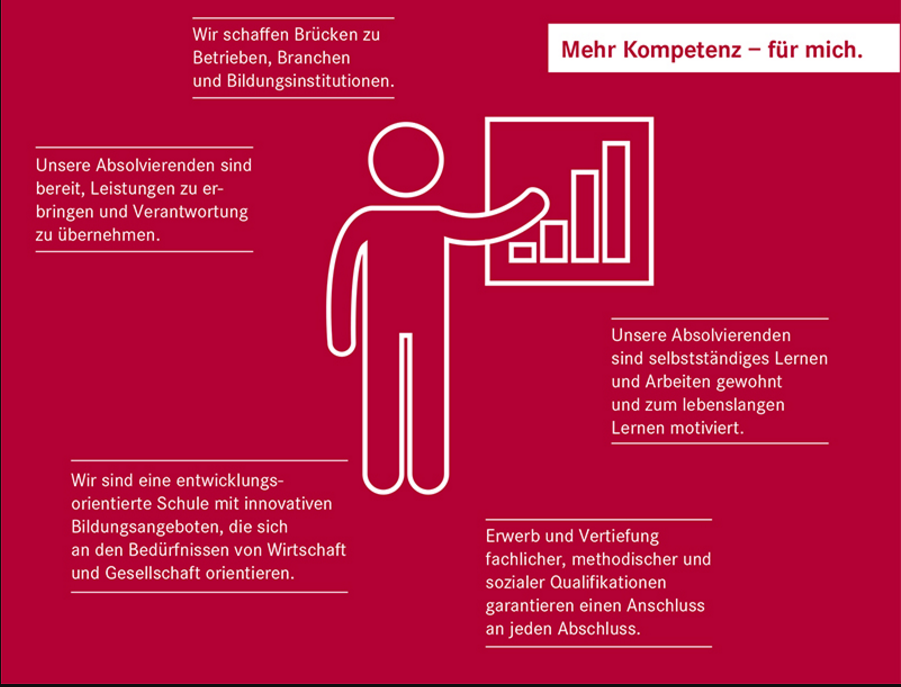 Wir schaffen Brücken zu
Betrieben, Branchen
und Bildungsinstitutionen.
Mehr Kompetenz – für mich.
Unsere Absolvierenden sind
bereit, Leistungen zu er-
bringen und Verantwortung
zu übernehmen.
Unsere Absolvierenden
sind selbstständiges Lernen
und Arbeiten gewohnt
und zum lebenslangen
Lernen motiviert.
Wir sind eine entwicklungs-
orientierte Schule mit innovativen
Bildungsangeboten, die sich
an den Bedürfnissen von Wirtschaft
und Gesellschaft orientieren.
Erwerb und Vertiefung
fachlicher, methodischer und
sozialer Qualifikationen
garantieren einen Anschluss
an jeden Abschluss.